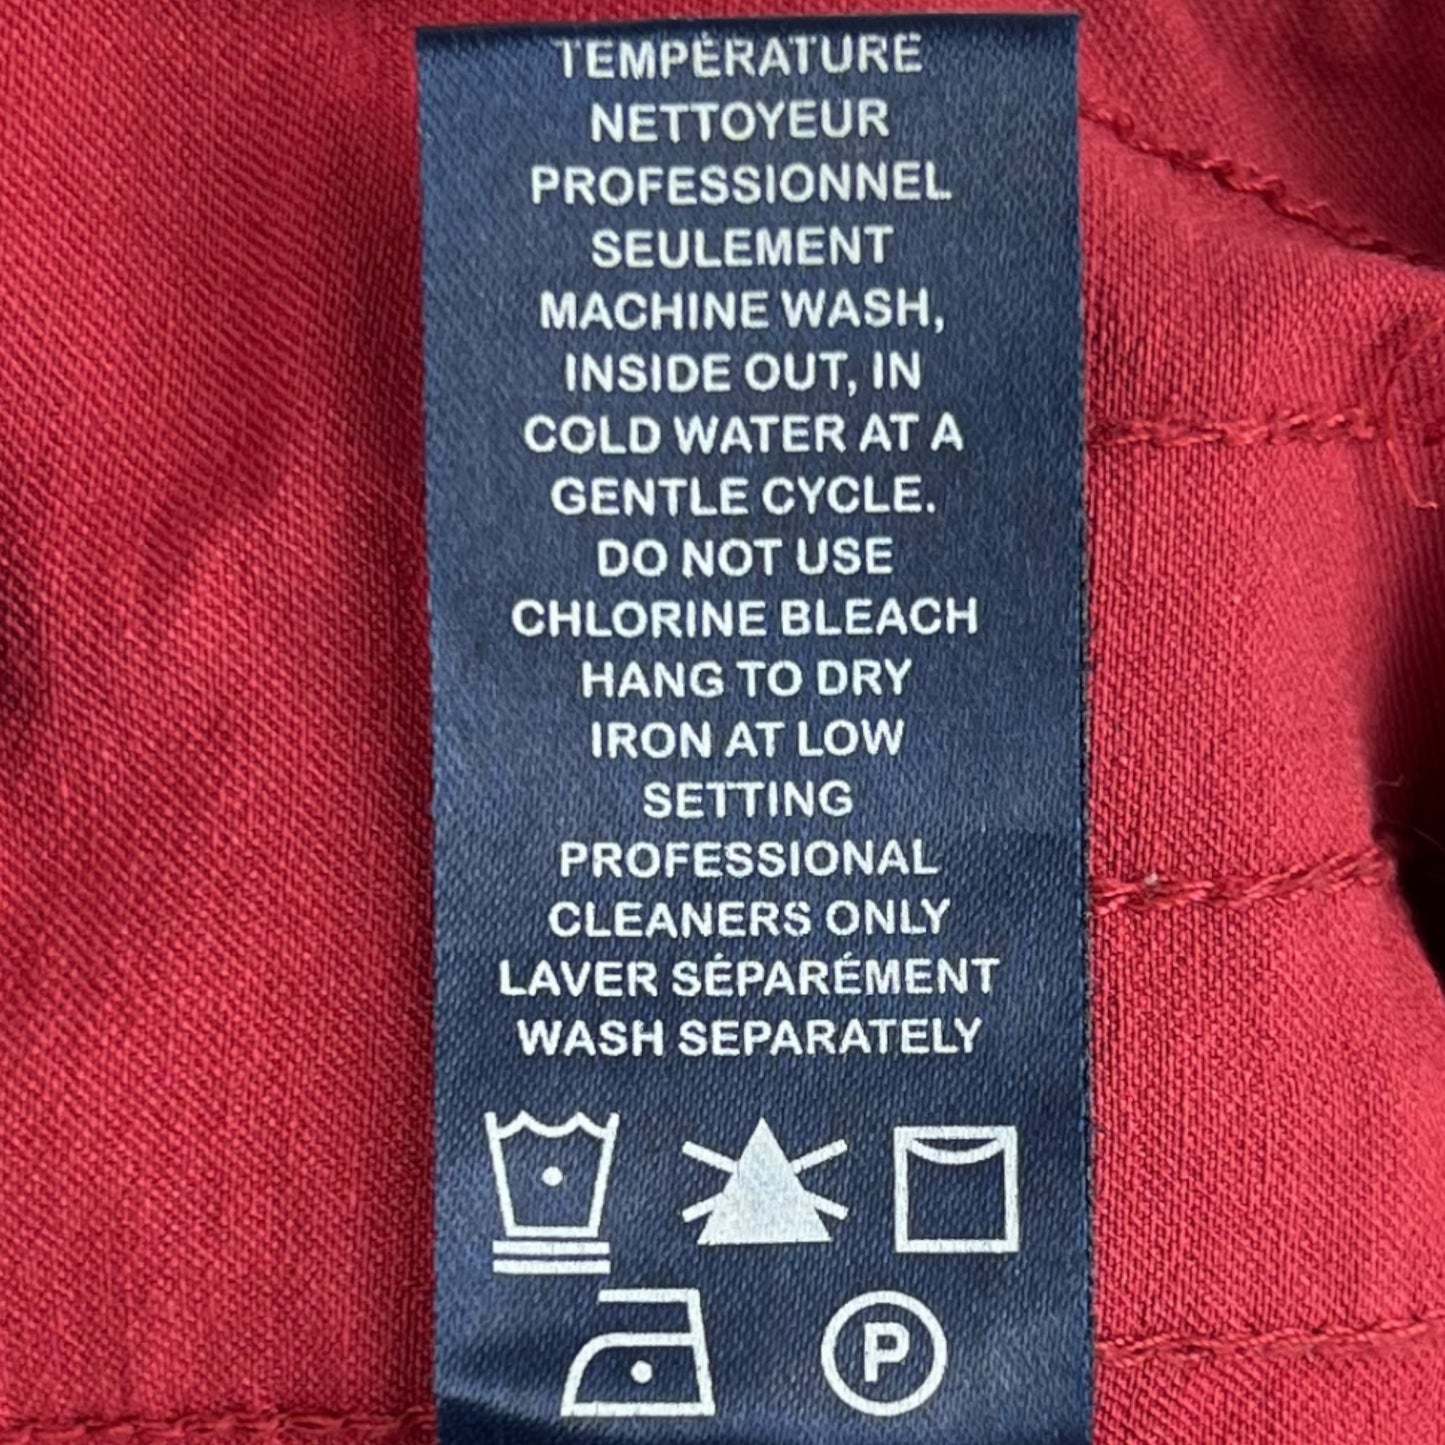 TEMPÉRATURE
NETTOYEUR
PROFESSIONNEL
SEULEMENT
MACHINE WASH,
INSIDE OUT, IN
COLD WATER AT A
GENTLE CYCLE.
DO NOT USE
CHLORINE BLEACH
HANG TO DRY
IRON AT LOW
SETTING
PROFESSIONAL
CLEANERS ONLY
LAVER SÉPARÉMENT
WASH SEPARATELY
P